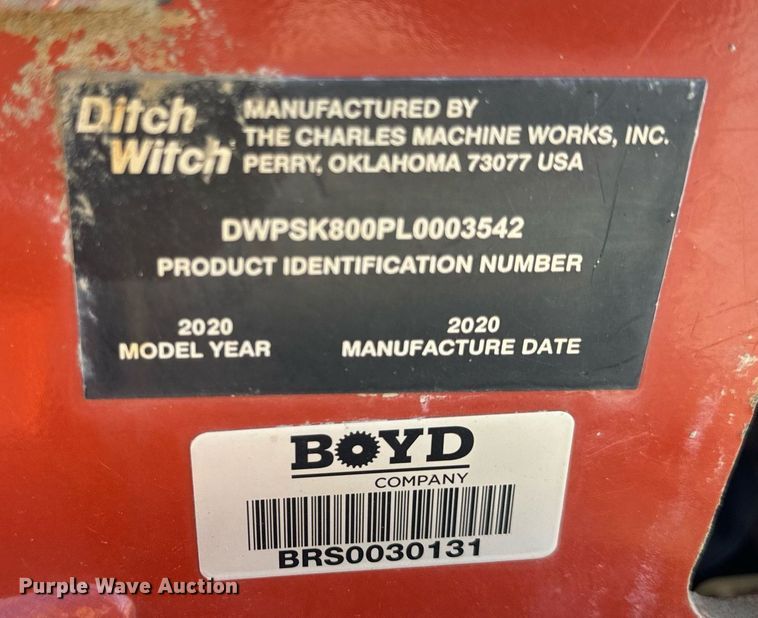 Ditch Witch
MANUFACTURED BY
THE CHARLES MACHINE WORKS, INC.
PERRY, OKLAHOMA 73077 USA
DWPSK800PL0003542
PRODUCT IDENTIFICATION NUMBER
2020
MODEL YEAR
2020
MANUFACTURE DATE
BOYD
COMPANY
BRS0030131
Purple Wave Auction